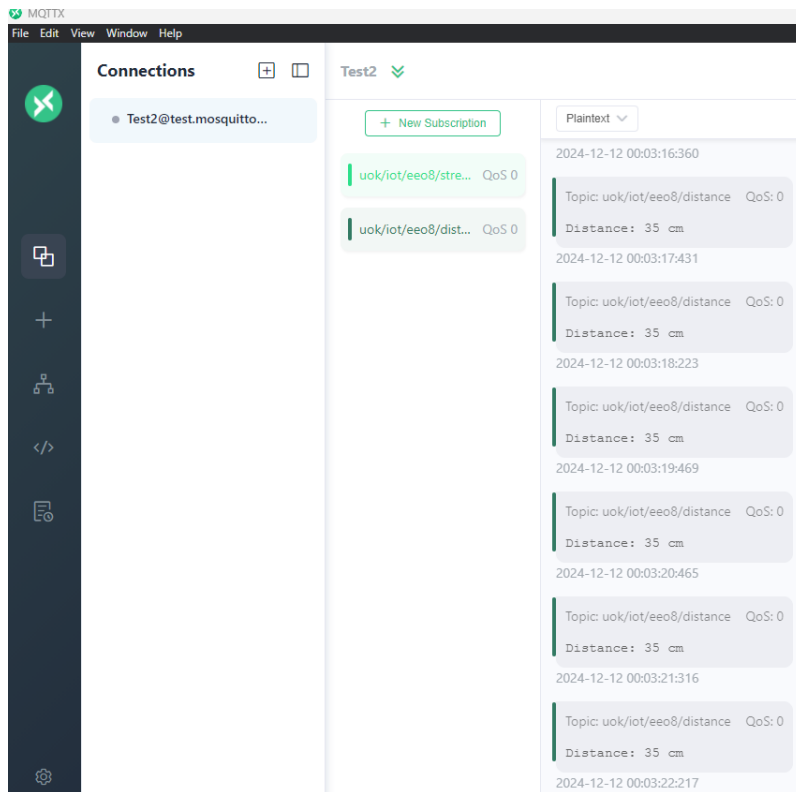 MQTTX
File Edit View Window Help
Connections
Test2@test.mosquitto...
Test2
+ New Subscription
uok/iot/eeo8/stre... QoS 0
uok/iot/eeo8/dist... QoS 0
Plaintext
2024-12-12 00:03:16:360
Topic: uok/iot/eeo8/distance QoS: 0
Distance: 35 cm
2024-12-12 00:03:17:431
Topic: uok/iot/eeo8/distance QoS: 0
Distance: 35 cm
2024-12-12 00:03:18:223
Topic: uok/iot/eeo8/distance QoS: 0
Distance: 35 cm
2024-12-12 00:03:19:469
Topic: uok/iot/eeo8/distance QoS: 0
Distance: 35 cm
2024-12-12 00:03:20:465
Topic: uok/iot/eeo8/distance QoS: 0
Distance: 35 cm
2024-12-12 00:03:21:316
Topic: uok/iot/eeo8/distance QoS: 0
Distance: 35 cm
2024-12-12 00:03:22:217